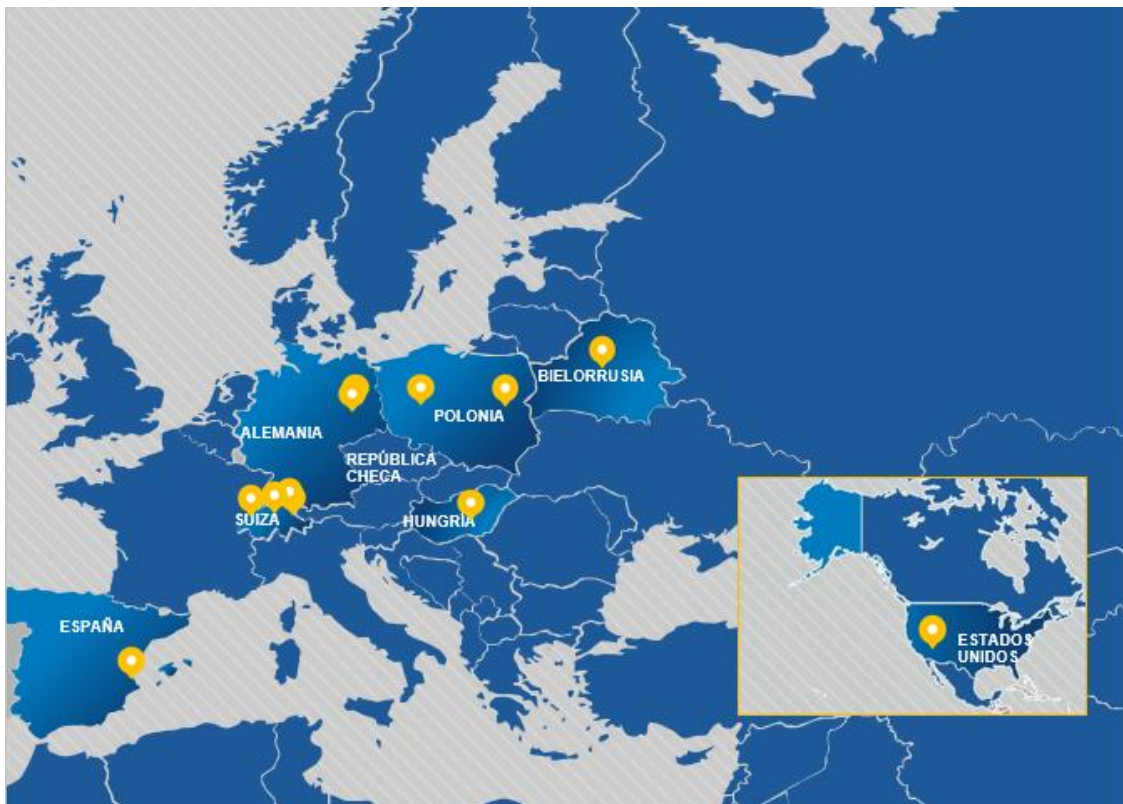 BIELORRUSIA
POLONIA
ALEMANIA
REPÚBLICA
CHECA
SUIZA
HUNGRÍA
ESPAÑA
ESTADOS
UNIDOS